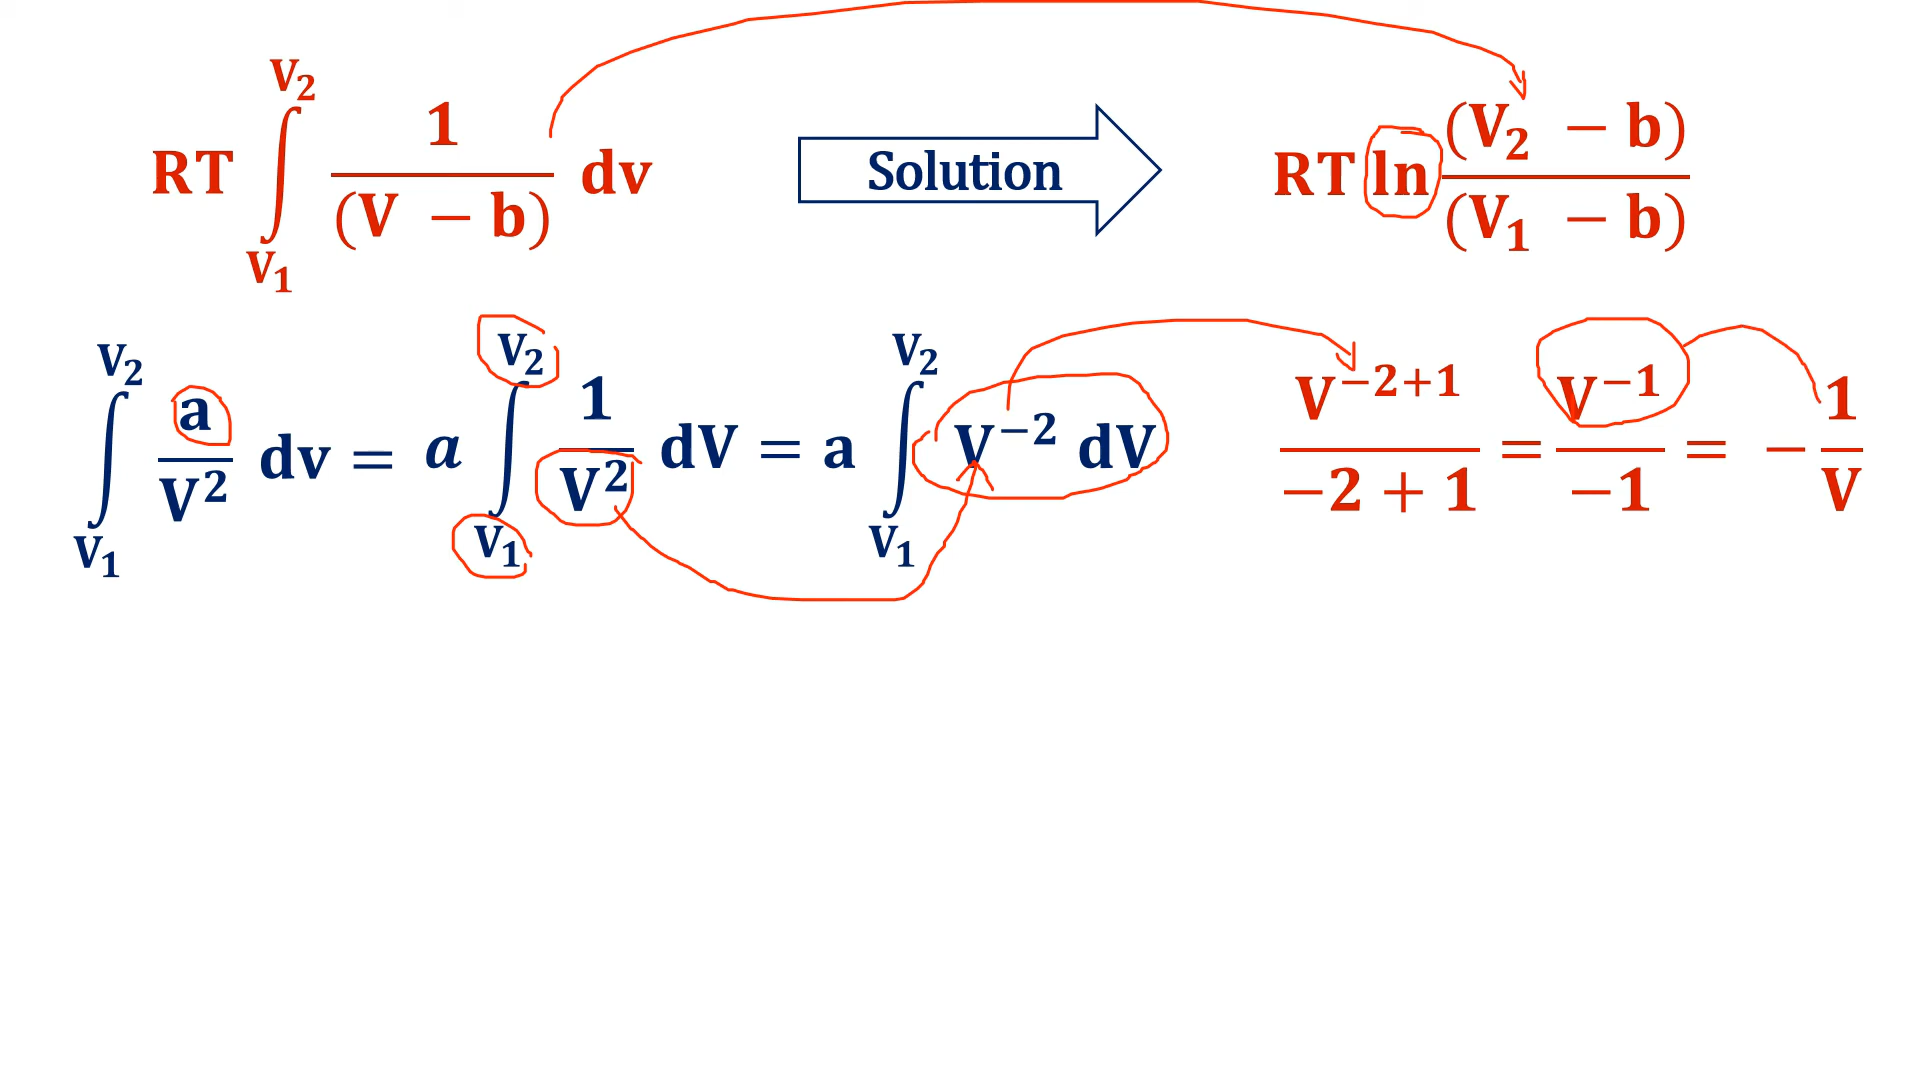 RT ∫_{V₁}^{V₂} 1/(V − b) dv Solution RT ln (V₂ − b)/(V₁ − b)
∫_{V₁}^{V₂} a/V² dv = a ∫_{V₁}^{V₂} 1/V² dV = a ∫_{V₁}^{V₂} V⁻² dV V^{−2+1}/(−2 + 1) = V^{−1}/(−1) = − 1/V